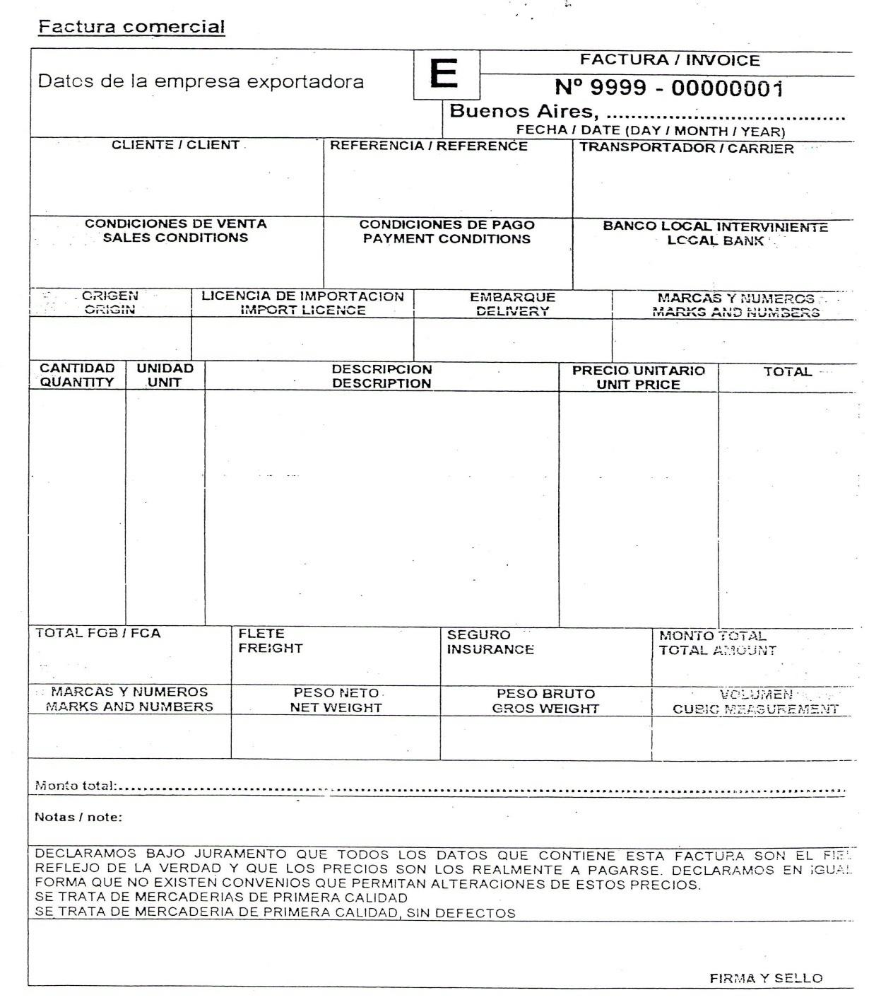 Factura comercial
Datos de la empresa exportadora
E
FACTURA / INVOICE
Nº 9999 - 00000001
Buenos Aires, ......................................
FECHA / DATE (DAY / MONTH / YEAR)
CLIENTE / CLIENT
REFERENCIA / REFERENCE
TRANSPORTADOR / CARRIER
CONDICIONES DE VENTA
SALES CONDITIONS
CONDICIONES DE PAGO
PAYMENT CONDITIONS
BANCO LOCAL INTERVINIENTE
LOCAL BANK
ORIGEN
ORIGIN
LICENCIA DE IMPORTACION
IMPORT LICENCE
EMBARQUE
DELIVERY
MARCAS Y NUMEROS
MARKS AND NUMBERS
CANTIDAD
QUANTITY
UNIDAD
UNIT
DESCRIPCION
DESCRIPTION
PRECIO UNITARIO
UNIT PRICE
TOTAL
TOTAL FOB / FCA
FLETE
FREIGHT
SEGURO
INSURANCE
MONTO TOTAL
TOTAL AMOUNT
MARCAS Y NUMEROS
MARKS AND NUMBERS
PESO NETO
NET WEIGHT
PESO BRUTO
GROS WEIGHT
VOLUMEN
CUBIC MEASUREMENT
Monto total:..........................................................................................
Notas / note:
DECLARAMOS BAJO JURAMENTO QUE TODOS LOS DATOS QUE CONTIENE ESTA FACTURA SON EL FIEL
REFLEJO DE LA VERDAD Y QUE LOS PRECIOS SON LOS REALMENTE A PAGARSE. DECLARAMOS EN IGUAL
FORMA QUE NO EXISTEN CONVENIOS QUE PERMITAN ALTERACIONES DE ESTOS PRECIOS.
SE TRATA DE MERCADERIAS DE PRIMERA CALIDAD
SE TRATA DE MERCADERIA DE PRIMERA CALIDAD, SIN DEFECTOS
FIRMA Y SELLO